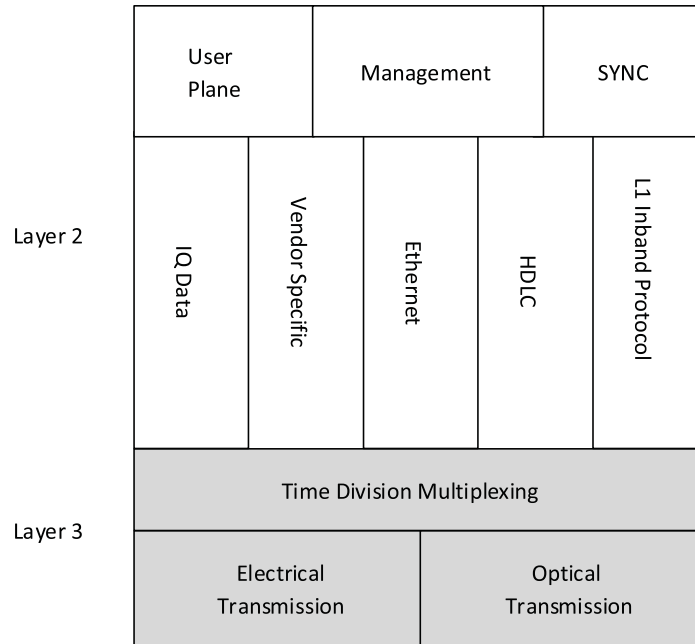 User
Plane
Management
SYNC
Layer 2
IQ Data
Vendor Specific
Ethernet
HDLC
L1 Inband Protocol
Time Division Multiplexing
Layer 3
Electrical
Transmission
Optical
Transmission